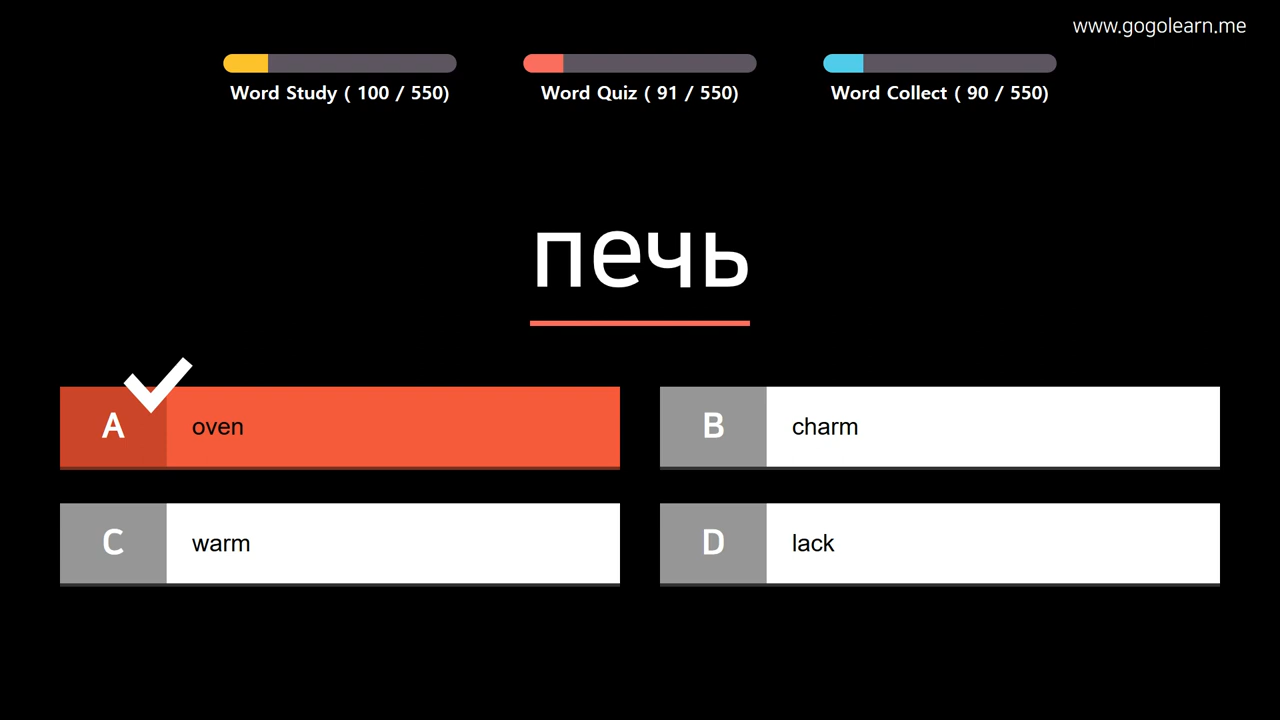 www.gogolearn.me
Word Study ( 100 / 550)
Word Quiz ( 91 / 550)
Word Collect ( 90 / 550)
печь
A oven
B charm
C warm
D lack